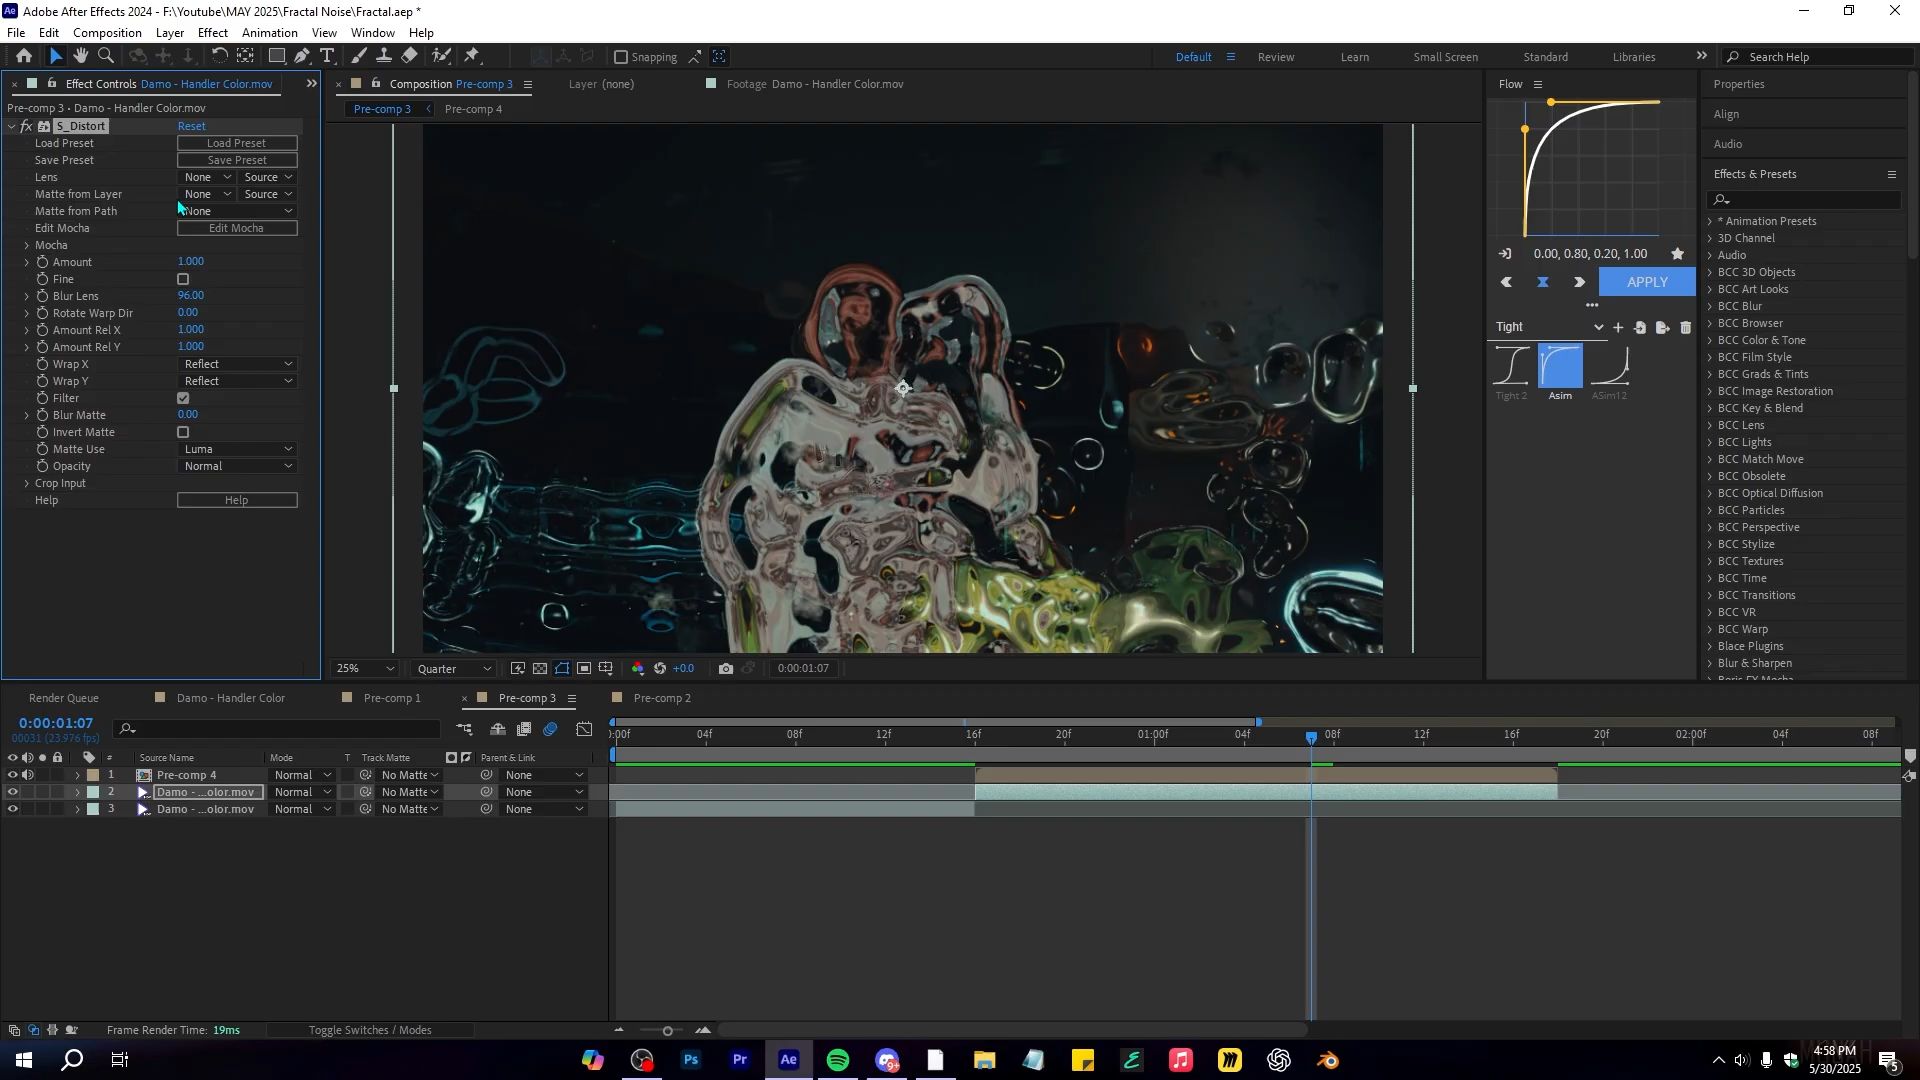 Adobe After Effects 2024 - F:\Youtube\MAY 2025\Fractal Noise/Fractal.aep *
File Edit Composition Layer Effect Animation View Window Help
Snapping Default Review Learn Small Screen Standard Libraries Search Help
Effect Controls Damo - Handler Color.mov
Composition Pre-comp 3 Layer (none) Footage Damo - Handler Color.mov
Pre-comp 3 • Damo - Handler Color.mov
Pre-comp 3 Pre-comp 4
fx S_Distort Reset
Load Preset Load Preset
Save Preset Save Preset
Lens None Source
Matte from Layer None Source
Matte from Path None
Edit Mocha Edit Mocha
Mocha
Amount 1.000
Fine
Blur Lens 96.00
Rotate Warp Dir 0.00
Amount Rel X 1.000
Amount Rel Y 1.000
Wrap X Reflect
Wrap Y Reflect
Filter
Blur Matte 0.00
Invert Matte
Matte Use Luma
Opacity Normal
Crop Input
Help Help
25% Quarter +0.0 0:00:01:07
Flow
0.00, 0.80, 0.20, 1.00
APPLY
Tight
Tight 2 Asim ASim12
Properties
Align
Audio
Effects & Presets
* Animation Presets
3D Channel
Audio
BCC 3D Objects
BCC Art Looks
BCC Blur
BCC Browser
BCC Color & Tone
BCC Film Style
BCC Grads & Tints
BCC Image Restoration
BCC Key & Blend
BCC Lens
BCC Lights
BCC Match Move
BCC Obsolete
BCC Optical Diffusion
BCC Particles
BCC Perspective
BCC Stylize
BCC Textures
BCC Time
BCC Transitions
BCC VR
BCC Warp
Blace Plugins
Blur & Sharpen
Boris FX Mocha
Render Queue Damo - Handler Color Pre-comp 1 Pre-comp 3 Pre-comp 2
0:00:01:07
00031 (23.976 fps)
:00f 04f 08f 12f 16f 20f 01:00f 04f 08f 12f 16f 20f 02:00f 04f 08f
# Source Name Mode T Track Matte Parent & Link
1 Pre-comp 4 Normal No Matte None
2 Damo - ...olor.mov Normal No Matte None
3 Damo - ...olor.mov Normal No Matte None
Frame Render Time: 19ms Toggle Switches / Modes
Ps Pr Ae 9+
4:58 PM
5/30/2025
5